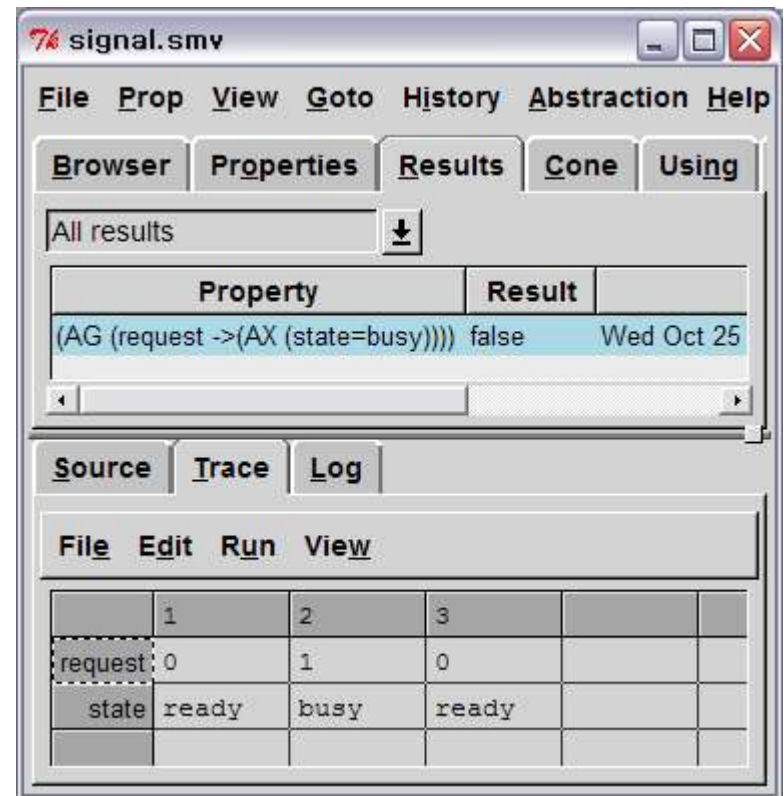 signal.smv
File Prop View Goto History Abstraction Help
Browser Properties Results Cone Using
All results
Property Result
(AG (request ->(AX (state=busy)))) false Wed Oct 25
Source Trace Log
File Edit Run View
1 2 3
request 0 1 0
state ready busy ready